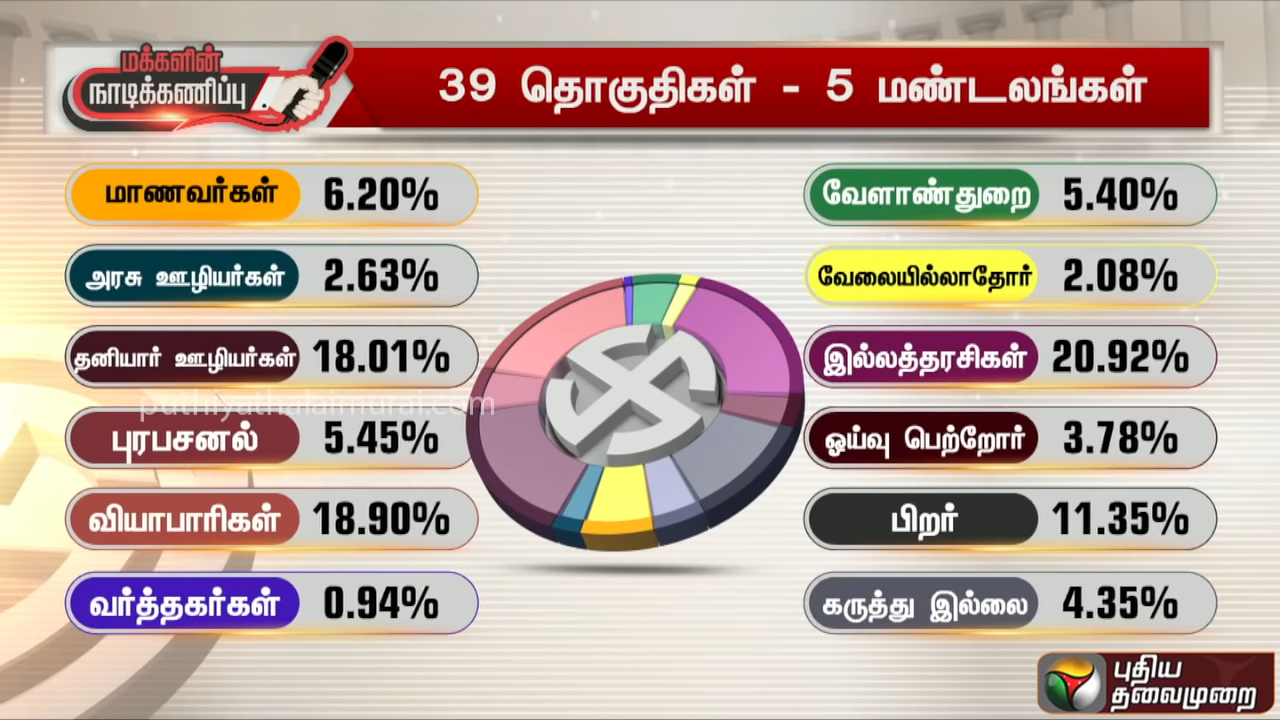 மக்களின்
நாடிக்கணிப்பு
39 தொகுதிகள் - 5 மண்டலங்கள்
மாணவர்கள் 6.20%
அரசு ஊழியர்கள் 2.63%
தனியார் ஊழியர்கள் 18.01%
புரபசனல் 5.45%
வியாபாரிகள் 18.90%
வர்த்தகர்கள் 0.94%
வேளாண்துறை 5.40%
வேலையில்லாதோர் 2.08%
இல்லத்தரசிகள் 20.92%
ஓய்வு பெற்றோர் 3.78%
பிறர் 11.35%
கருத்து இல்லை 4.35%
puthiyathalaimurai.com
புதிய
தலைமுறை